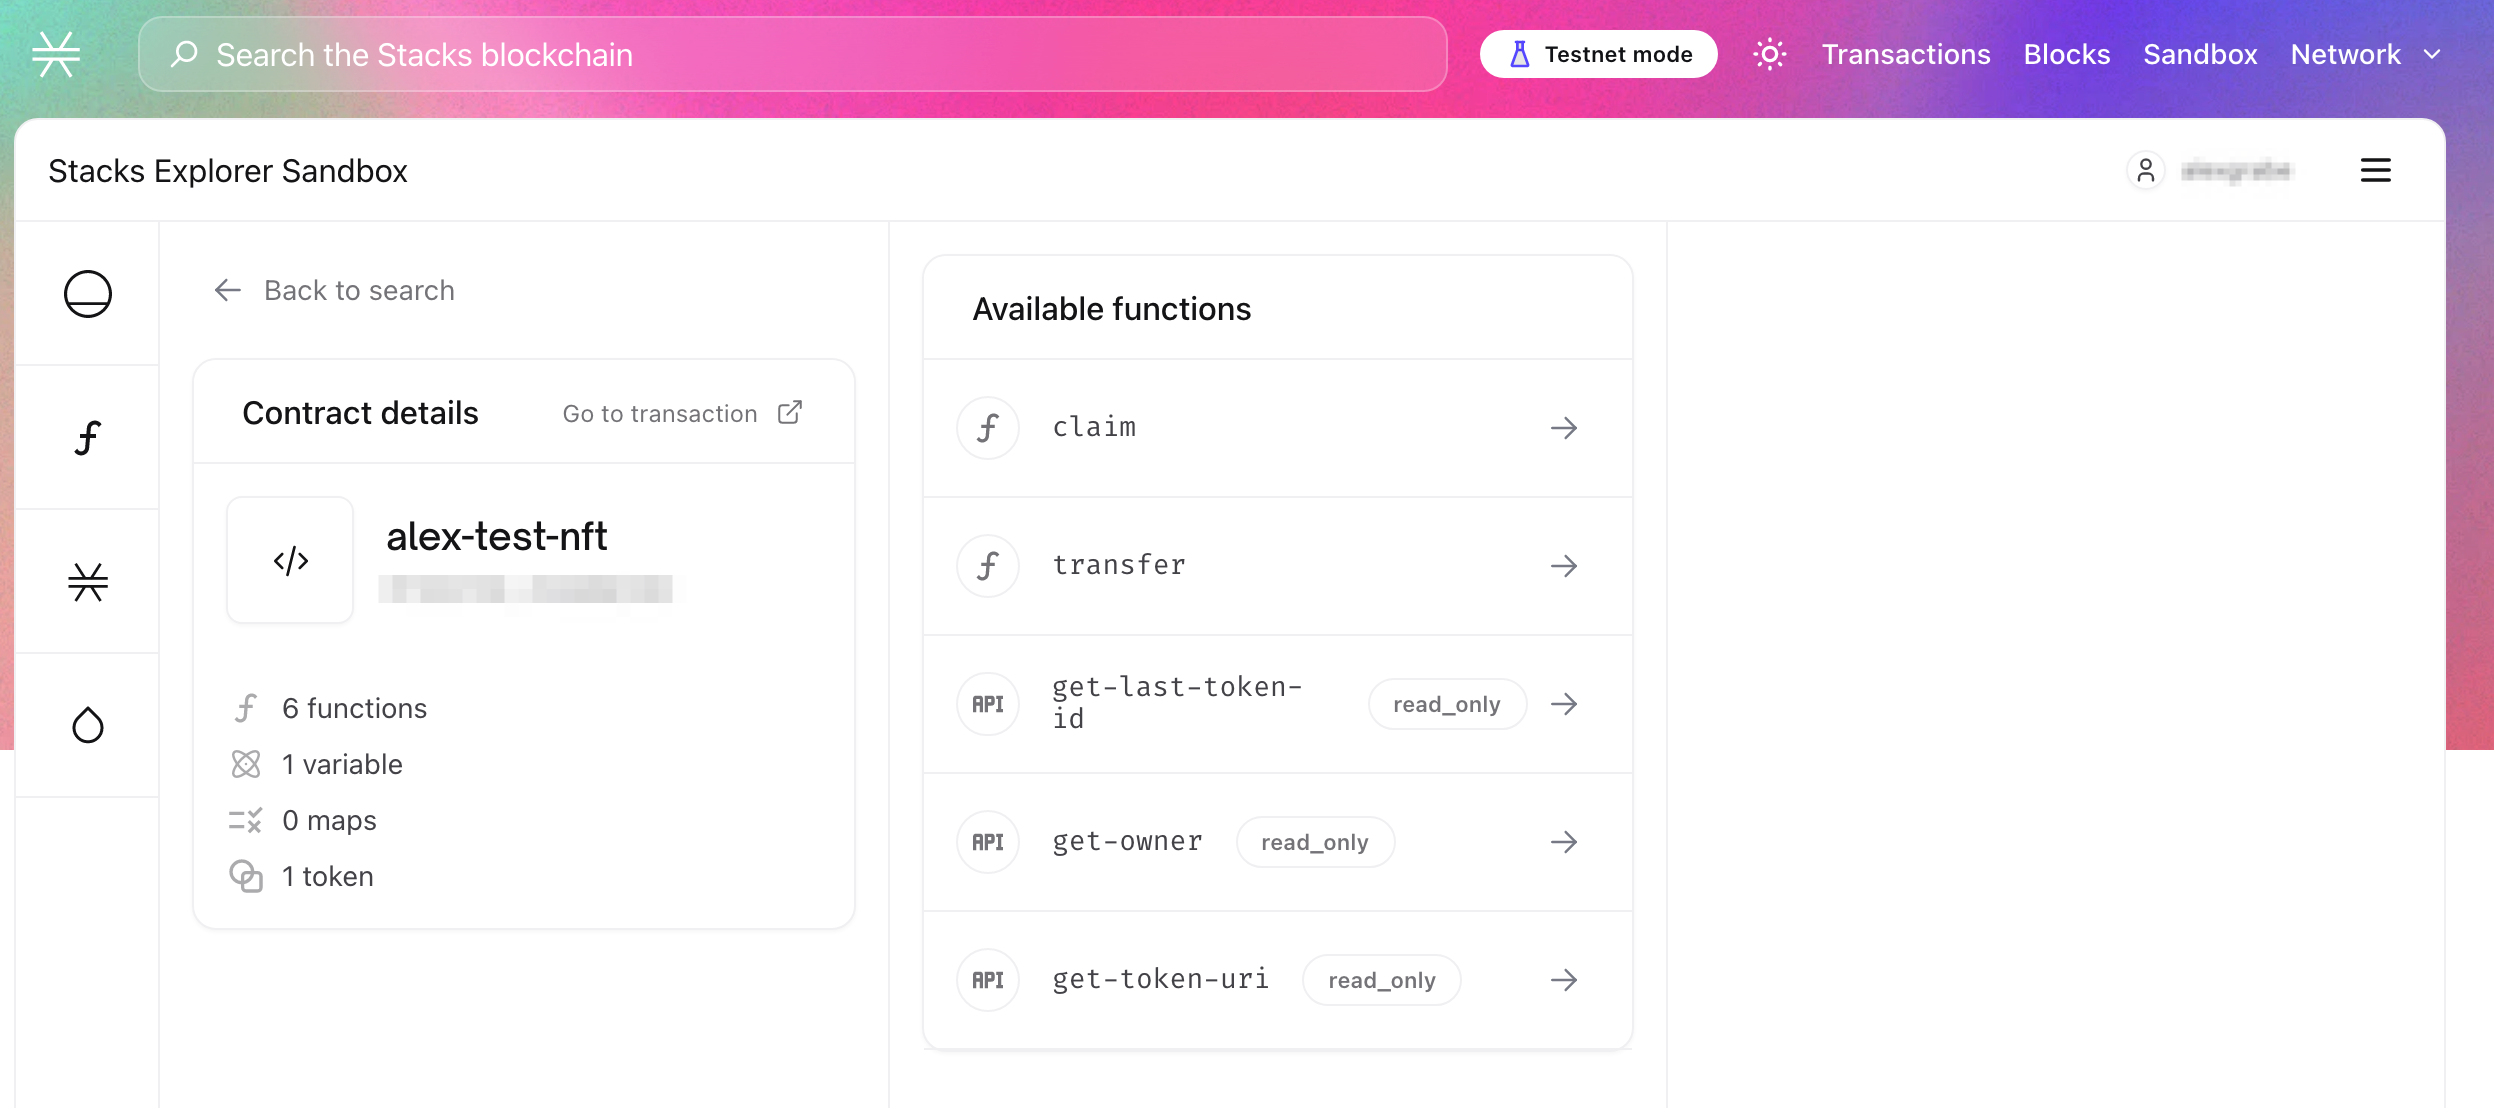 Search the Stacks blockchain
Testnet mode
Transactions
Blocks
Sandbox
Network
Stacks Explorer Sandbox
Back to search
Contract details
Go to transaction
</>
alex-test-nft
6 functions
1 variable
0 maps
1 token
Available functions
claim
transfer
API
get-last-token-
id
read_only
API
get-owner
read_only
API
get-token-uri
read_only